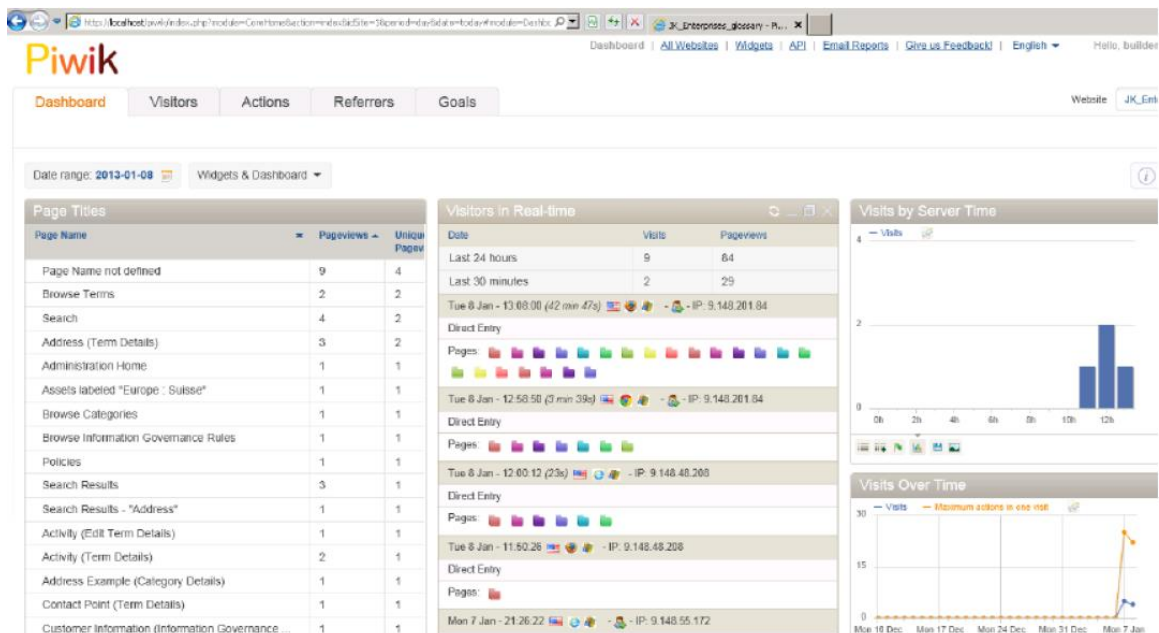 JK_Enterprises_glossary - Pi...
Dashboard | All Websites | Widgets | API | Email Reports | Give us Feedback! | English Hello, builder
Piwik
Dashboard Visitors Actions Referrers Goals
Website JK_Ent
Date range: 2013-01-08 Widgets & Dashboard
Page Titles
Page Name Pageviews Uniqu
Pagev
Page Name not defined 9 4
Browse Terms 2 2
Search 4 2
Address (Term Details) 3 2
Administration Home 1 1
Assets labeled "Europe : Suisse" 1 1
Browse Categories 1 1
Browse Information Governance Rules 1 1
Policies 1 1
Search Results 3 1
Search Results - "Address" 1 1
Activity (Edit Term Details) 1 1
Activity (Term Details) 2 1
Address Example (Category Details) 1 1
Contact Point (Term Details) 1 1
Customer Information (Information Governance ... 1 1
Visitors in Real-time
Date Visits Pageviews
Last 24 hours 9 84
Last 30 minutes 2 29
Tue 8 Jan - 13:08:00 (42 min 47s) - - IP: 9.148.201.84
Direct Entry
Pages:
Tue 8 Jan - 12:58:50 (3 min 39s) - - IP: 9.148.201.84
Direct Entry
Pages:
Tue 8 Jan - 12:00:12 (23s) - IP: 9.148.48.208
Direct Entry
Pages:
Tue 8 Jan - 11:50:26 - IP: 9.148.48.208
Direct Entry
Pages:
Mon 7 Jan - 21:26:22 - - IP: 9.148.55.172
Visits by Server Time
Visits
4
2
0
0h 2h 4h 6h 8h 10h 12h
Visits Over Time
Visits Maximum actions in one visit
30
15
0
Mon 10 Dec Mon 17 Dec Mon 24 Dec Mon 31 Dec Mon 7 Jan